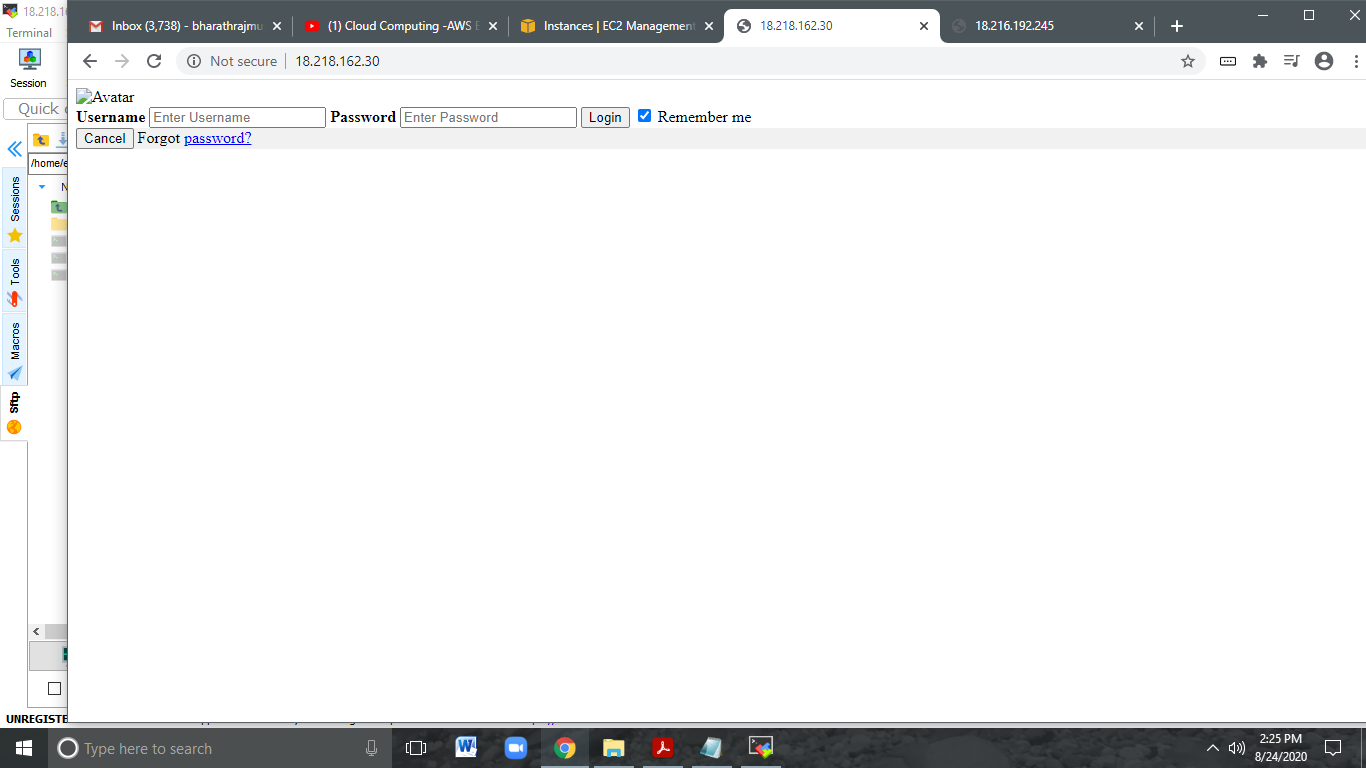 18.218.16
Inbox (3,738) - bharathrajmu
(1) Cloud Computing -AWS E
Instances | EC2 Management
18.218.162.30
18.216.192.245
Terminal
Not secure
18.218.162.30
Session
Quick
Avatar
Username Enter Username Password Enter Password Login Remember me
Cancel Forgot password?
/home/e
Sessions
Tools
Macros
Sftp
UNREGISTE
Type here to search
2:25 PM
8/24/2020